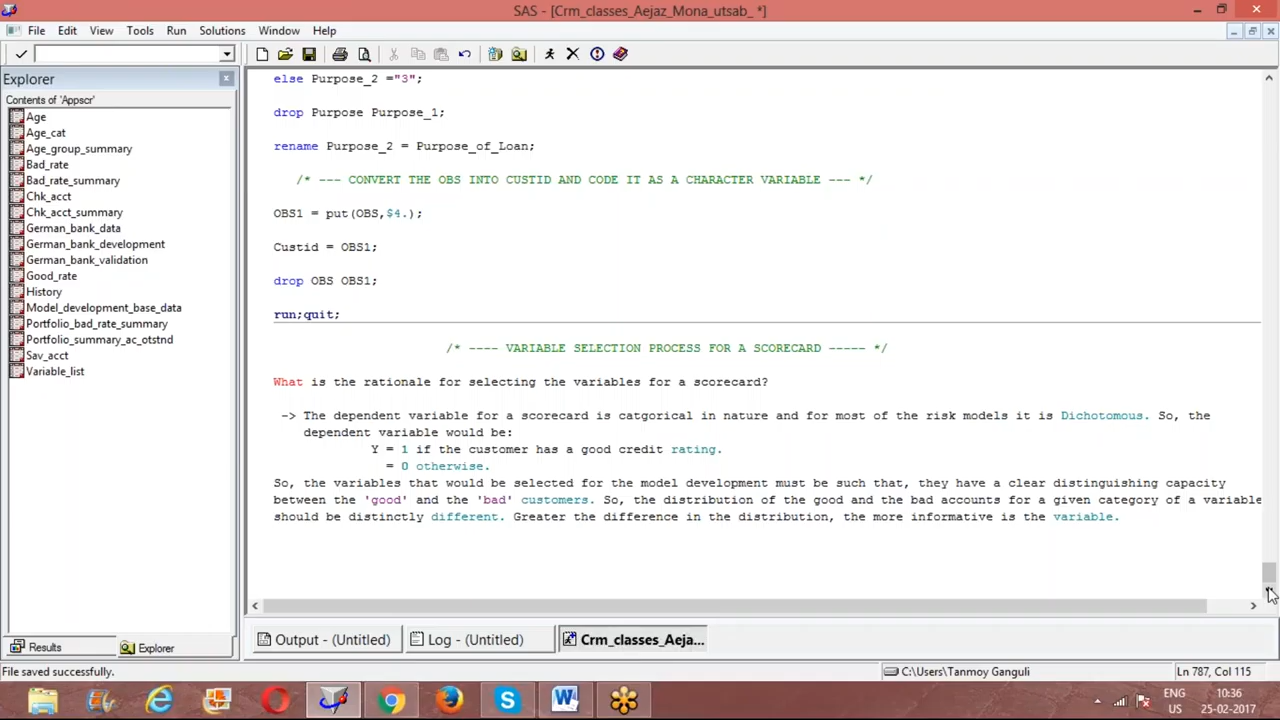 SAS - [Crm_classes_Aejaz_Mona_utsab_ *]
File Edit View Tools Run Solutions Window Help
Explorer
Contents of 'Appscr'
Age
Age_cat
Age_group_summary
Bad_rate
Bad_rate_summary
Chk_acct
Chk_acct_summary
German_bank_data
German_bank_development
German_bank_validation
Good_rate
History
Model_development_base_data
Portfolio_bad_rate_summary
Portfolio_summary_ac_otstnd
Sav_acct
Variable_list
else Purpose_2 ="3";
drop Purpose Purpose_1;
rename Purpose_2 = Purpose_of_Loan;
/* --- CONVERT THE OBS INTO CUSTID AND CODE IT AS A CHARACTER VARIABLE --- */
OBS1 = put(OBS,$4.);
Custid = OBS1;
drop OBS OBS1;
run;quit;
/* ---- VARIABLE SELECTION PROCESS FOR A SCORECARD ----- */
What is the rationale for selecting the variables for a scorecard?
-> The dependent variable for a scorecard is catgorical in nature and for most of the risk models it is Dichotomous. So, the
dependent variable would be:
Y = 1 if the customer has a good credit rating.
= 0 otherwise.
So, the variables that would be selected for the model development must be such that, they have a clear distinguishing capacity
between the 'good' and the 'bad' customers. So, the distribution of the good and the bad accounts for a given category of a variable
should be distinctly different. Greater the difference in the distribution, the more informative is the variable.
Results
Explorer
Output - (Untitled)
Log - (Untitled)
Crm_classes_Aeja...
File saved successfully.
C:\Users\Tanmoy Ganguli
Ln 787, Col 115
ENG 10:36
US 25-02-2017